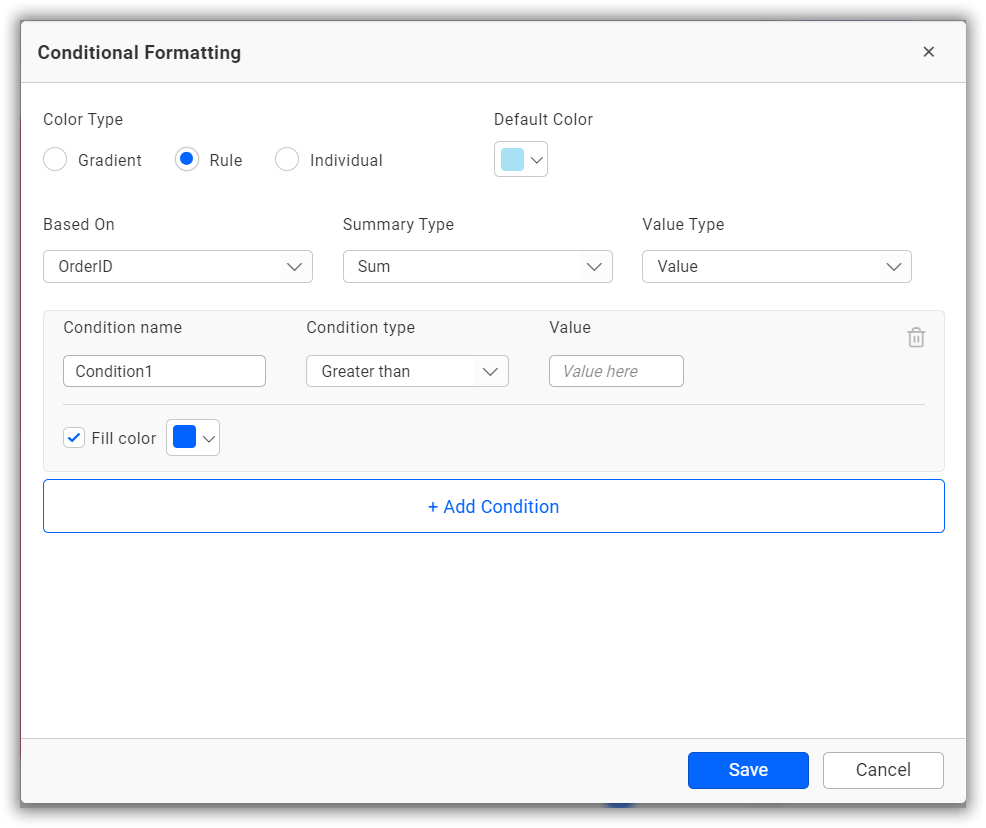 Conditional Formatting
Color Type
Default Color
Gradient
Rule
Individual
Based On
Summary Type
Value Type
OrderID
Sum
Value
Condition name
Condition type
Value
Condition1
Greater than
Value here
Fill color
+ Add Condition
Save
Cancel